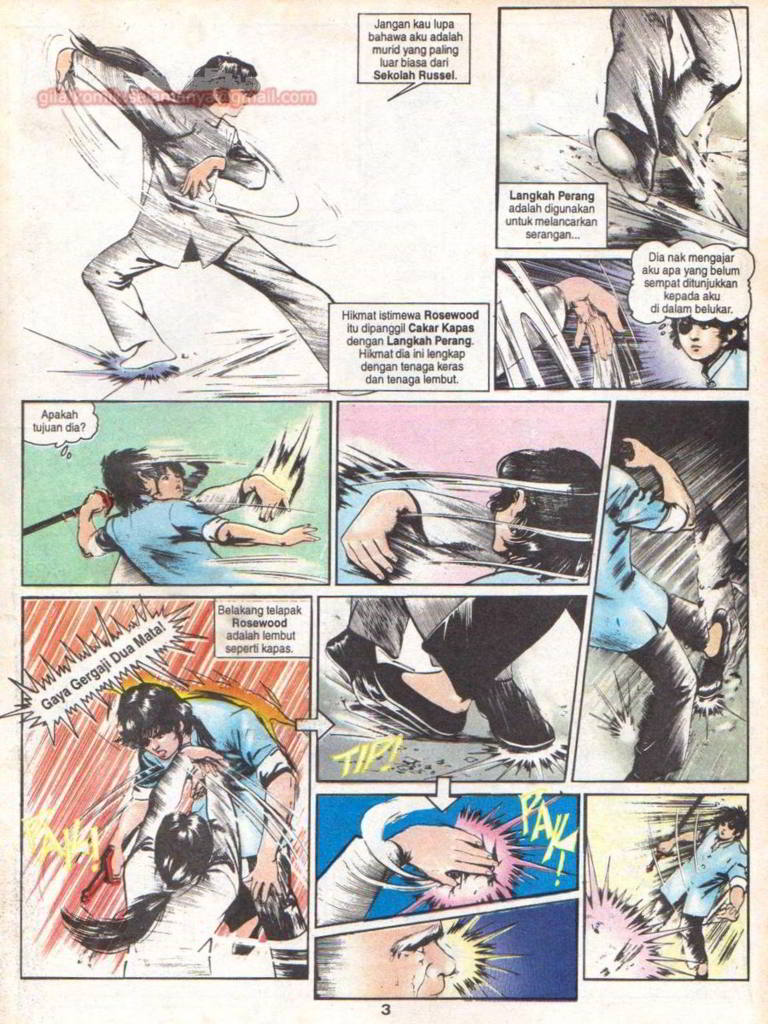 Jangan kau lupa
bahawa aku adalah
murid yang paling
luar biasa dari
Sekolah Russel.
gilakomikselamanya@gmail.com
Langkah Perang
adalah digunakan
untuk melancarkan
serangan...
Hikmat istimewa Rosewood
itu dipanggil Cakar Kapas
dengan Langkah Perang.
Hikmat dia ini lengkap
dengan tenaga keras
dan tenaga lembut.
Dia nak mengajar
aku apa yang belum
sempat ditunjukkan
kepada aku
di dalam belukar.
Apakah
tujuan dia?
Gaya Gergaji Dua Mata!
Belakang telapak
Rosewood
adalah lembut
seperti kapas.
PAK!
TIP!
PAK!
3